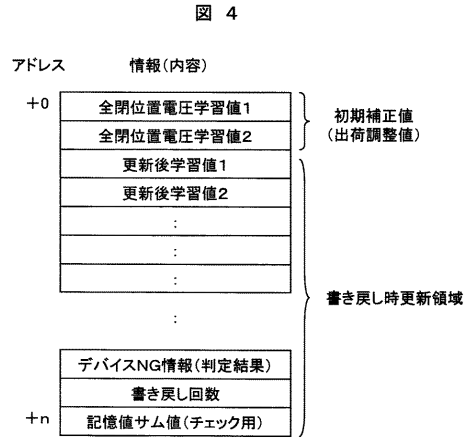 図 4
アドレス 情報(内容)
+0 全閉位置電圧学習値1
全閉位置電圧学習値2
初期補正値
(出荷調整値)
更新後学習値1
更新後学習値2
:
:
:
:
書き戻し時更新領域
デバイスNG情報(判定結果)
書き戻し回数
+n 記憶値サム値(チェック用)